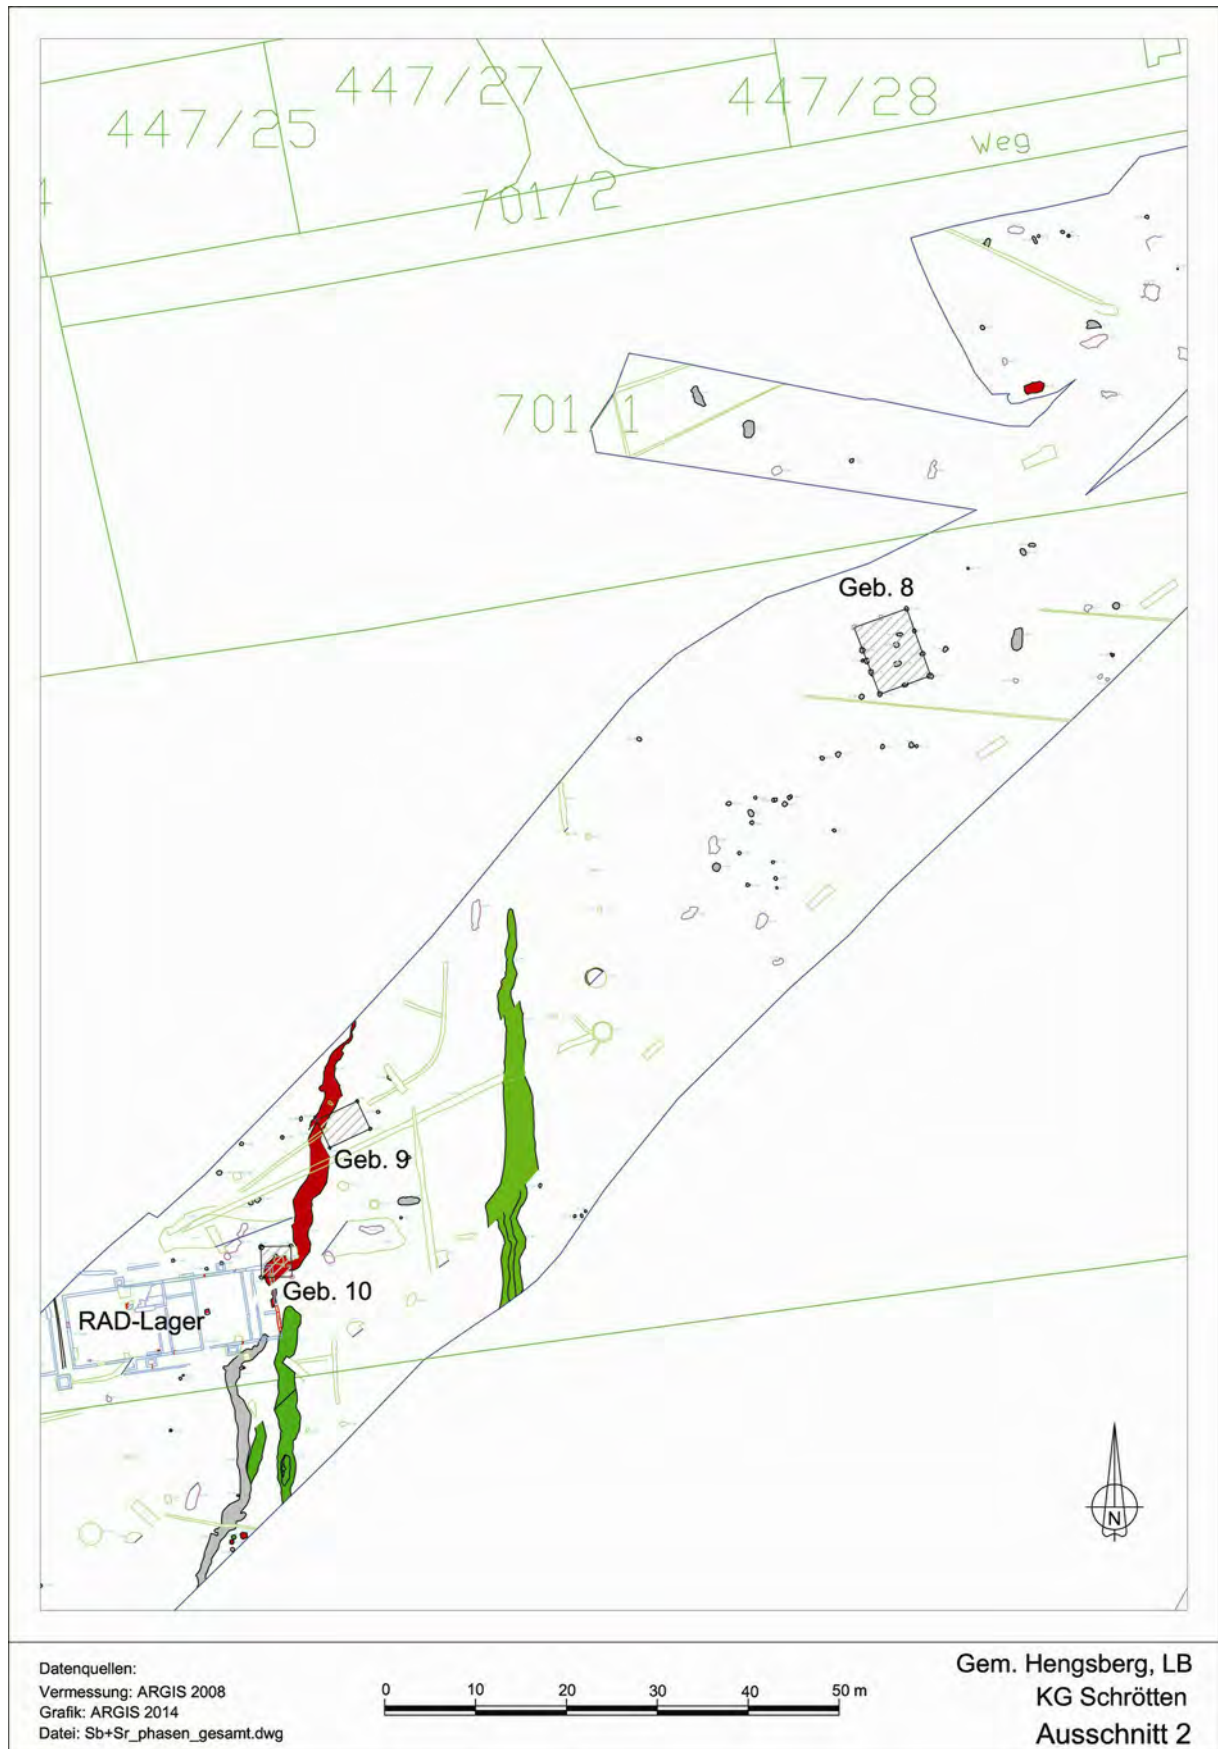 447/25
447/27
447/28
Weg
701/2
701/1
Geb. 8
Geb. 9
Geb. 10
RAD-Lager
N
Datenquellen:
Vermessung: ARGIS 2008
Grafik: ARGIS 2014
Datei: Sb+Sr_phasen_gesamt.dwg
0 10 20 30 40 50 m
Gem. Hengsberg, LB
KG Schrötten
Ausschnitt 2